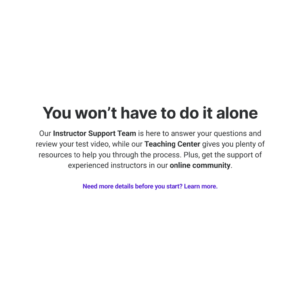 You won't have to do it alone
Our Instructor Support Team is here to answer your questions and
review your test video, while our Teaching Center gives you plenty of
resources to help you through the process. Plus, get the support of
experienced instructors in our online community.
Need more details before you start? Learn more.